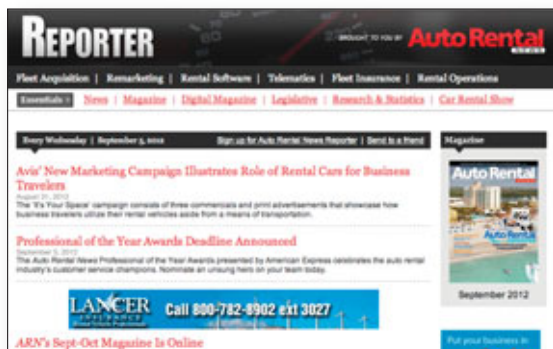 REPORTER
BROUGHT TO YOU BY Auto Rental NEWS
Fleet Acquisition | Remarketing | Rental Software | Telematics | Fleet Insurance | Rental Operations
Essentials > News | Magazine | Digital Magazine | Legislative | Research & Statistics | Car Rental Show
Every Wednesday | September 5, 2012 Sign up for Auto Rental News Reporter | Send to a friend
Magazine
Avis' New Marketing Campaign Illustrates Role of Rental Cars for Business
Travelers
August 31, 2012
The 'It's Your Space' campaign consists of three commercials and print advertisements that showcase how
business travelers utilize their rental vehicles aside from a means of transportation.
Professional of the Year Awards Deadline Announced
September 5, 2012
The Auto Rental News Professional of the Year Awards presented by American Express celebrates the auto rental
industry's customer service champions. Nominate an unsung hero on your team today.
Auto Rental
Auto Rental
September 2012
LANCER
INSURANCE
Call 800-782-8902 ext 3027
ARN's Sept-Oct Magazine Is Online
Put your business in